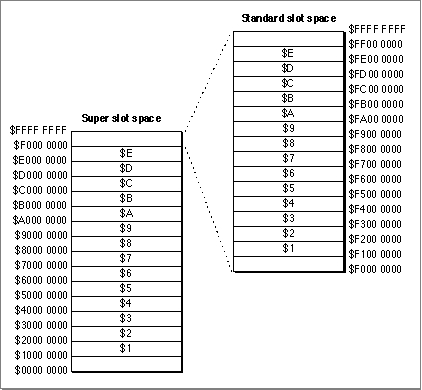 Super slot space
$FFFF FFFF
$F000 0000
$E000 0000
$D000 0000
$C000 0000
$B000 0000
$A000 0000
$9000 0000
$8000 0000
$7000 0000
$6000 0000
$5000 0000
$4000 0000
$3000 0000
$2000 0000
$1000 0000
$0000 0000
$E
$D
$C
$B
$A
$9
$8
$7
$6
$5
$4
$3
$2
$1
Standard slot space
$E
$D
$C
$B
$A
$9
$8
$7
$6
$5
$4
$3
$2
$1
$FFFF FFFF
$FF00 0000
$FE00 0000
$FD00 0000
$FC00 0000
$FB00 0000
$FA00 0000
$F900 0000
$F800 0000
$F700 0000
$F600 0000
$F500 0000
$F400 0000
$F300 0000
$F200 0000
$F100 0000
$F000 0000